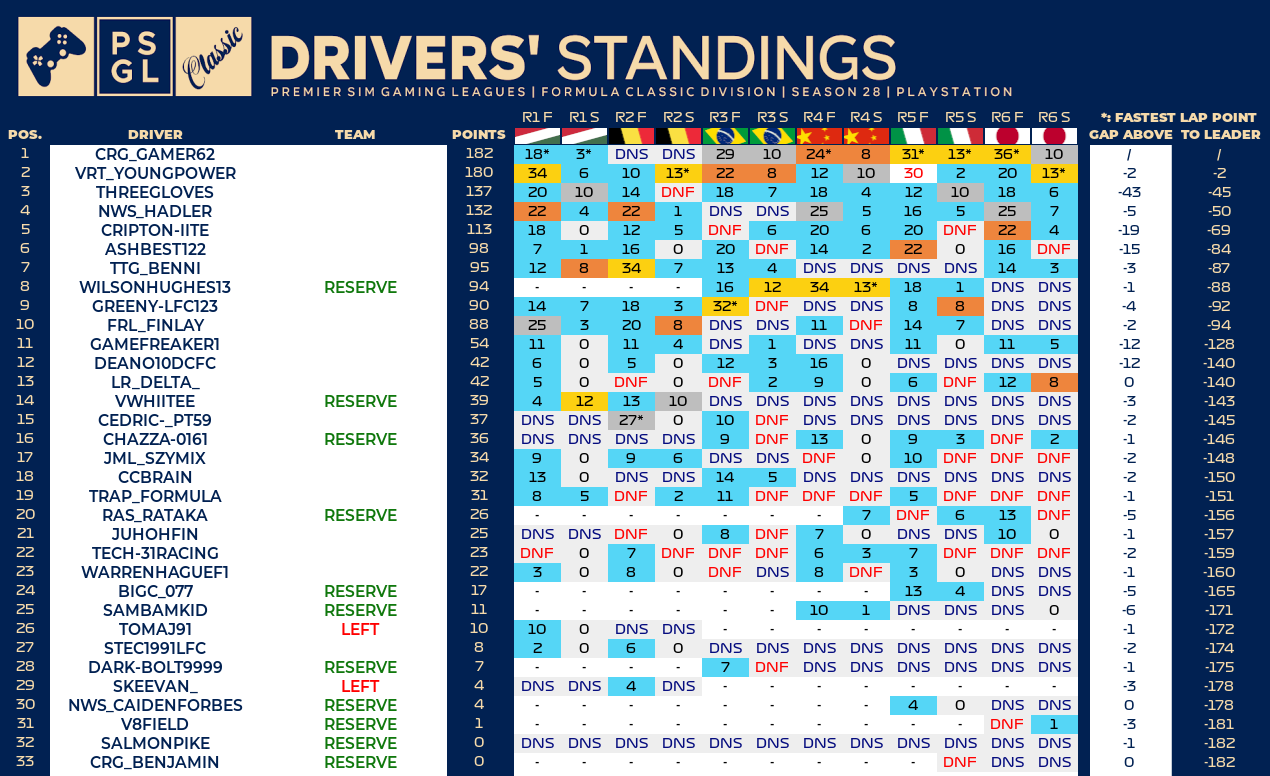 PS
GL
Classic
DRIVERS' STANDINGS
PREMIER SIM GAMING LEAGUES | FORMULA CLASSIC DIVISION | SEASON 28 | PLAYSTATION
R1 F R1 S R2 F R2 S R3 F R3 S R4 F R4 S R5 F R5 S R6 F R6 S *: FASTEST LAP POINT
POS. DRIVER TEAM POINTS GAP ABOVE TO LEADER
1 CRG_GAMER62 182 18* 3* DNS DNS 29 10 24* 8 31* 13* 36* 10 / /
2 VRT_YOUNGPOWER 180 34 6 10 13* 22 8 12 10 30 2 20 13* -2 -2
3 THREEGLOVES 137 20 10 14 DNF 18 7 18 4 12 10 18 6 -43 -45
4 NWS_HADLER 132 22 4 22 1 DNS DNS 25 5 16 5 25 7 -5 -50
5 CRIPTON-IITE 113 18 0 12 5 DNF 6 20 6 20 DNF 22 4 -19 -69
6 ASHBEST122 98 7 1 16 0 20 DNF 14 2 22 0 16 DNF -15 -84
7 TTG_BENNI 95 12 8 34 7 13 4 DNS DNS DNS DNS 14 3 -3 -87
8 WILSONHUGHES13 RESERVE 94 - - - - 16 12 34 13* 18 1 DNS DNS -1 -88
9 GREENY-LFC123 90 14 7 18 3 32* DNF DNS DNS 8 8 DNS DNS -4 -92
10 FRL_FINLAY 88 25 3 20 8 DNS DNS 11 DNF 14 7 DNS DNS -2 -94
11 GAMEFREAKER1 54 11 0 11 4 DNS 1 DNS DNS 11 0 11 5 -12 -128
12 DEANO10DCFC 42 6 0 5 0 12 3 16 0 DNS DNS DNS DNS -12 -140
13 LR_DELTA_ 42 5 0 DNF 0 DNF 2 9 0 6 DNF 12 8 0 -140
14 VWHIITEE RESERVE 39 4 12 13 10 DNS DNS DNS DNS DNS DNS DNS DNS -3 -143
15 CEDRIC-_PT59 37 DNS DNS 27* 0 10 DNF DNS DNS DNS DNS DNS DNS -2 -145
16 CHAZZA-0161 RESERVE 36 DNS DNS DNS DNS 9 DNF 13 0 9 3 DNF 2 -1 -146
17 JML_SZYMIX 34 9 0 9 6 DNS DNS DNF 0 10 DNF DNF DNF -2 -148
18 CCBRAIN 32 13 0 DNS DNS 14 5 DNS DNS DNS DNS DNS DNS -2 -150
19 TRAP_FORMULA 31 8 5 DNF 2 11 DNF DNF DNF 5 DNF DNF DNF -1 -151
20 RAS_RATAKA RESERVE 26 - - - - - - - 7 DNF 6 13 DNF -5 -156
21 JUHOHFIN 25 DNS DNS DNF 0 8 DNF 7 0 DNS DNS 10 0 -1 -157
22 TECH-31RACING 23 DNF 0 7 DNF DNF DNF 6 3 7 DNF DNF DNF -2 -159
23 WARRENHAGUEF1 22 3 0 8 0 DNF DNS 8 DNF 3 0 DNS DNS -1 -160
24 BIGC_077 RESERVE 17 - - - - - - - - 13 4 DNS DNS -5 -165
25 SAMBAMKID RESERVE 11 - - - - - - 10 1 DNS DNS DNS 0 -6 -171
26 TOMAJ91 LEFT 10 10 0 DNS DNS - - - - - - - - -1 -172
27 STEC1991LFC 8 2 0 6 0 DNS DNS DNS DNS DNS DNS DNS DNS -2 -174
28 DARK-BOLT9999 RESERVE 7 - - - - 7 DNF DNS DNS DNS DNS DNS DNS -1 -175
29 SKEEVAN_ LEFT 4 DNS DNS 4 DNS - - - - - - - - -3 -178
30 NWS_CAIDENFORBES RESERVE 4 - - - - - - - - 4 0 DNS DNS 0 -178
31 V8FIELD RESERVE 1 - - - - - - - - - - DNF 1 -3 -181
32 SALMONPIKE RESERVE 0 DNS DNS DNS DNS DNS DNS DNS DNS DNS DNS DNS DNS -1 -182
33 CRG_BENJAMIN RESERVE 0 - - - - - - - - - DNF DNS DNS 0 -182